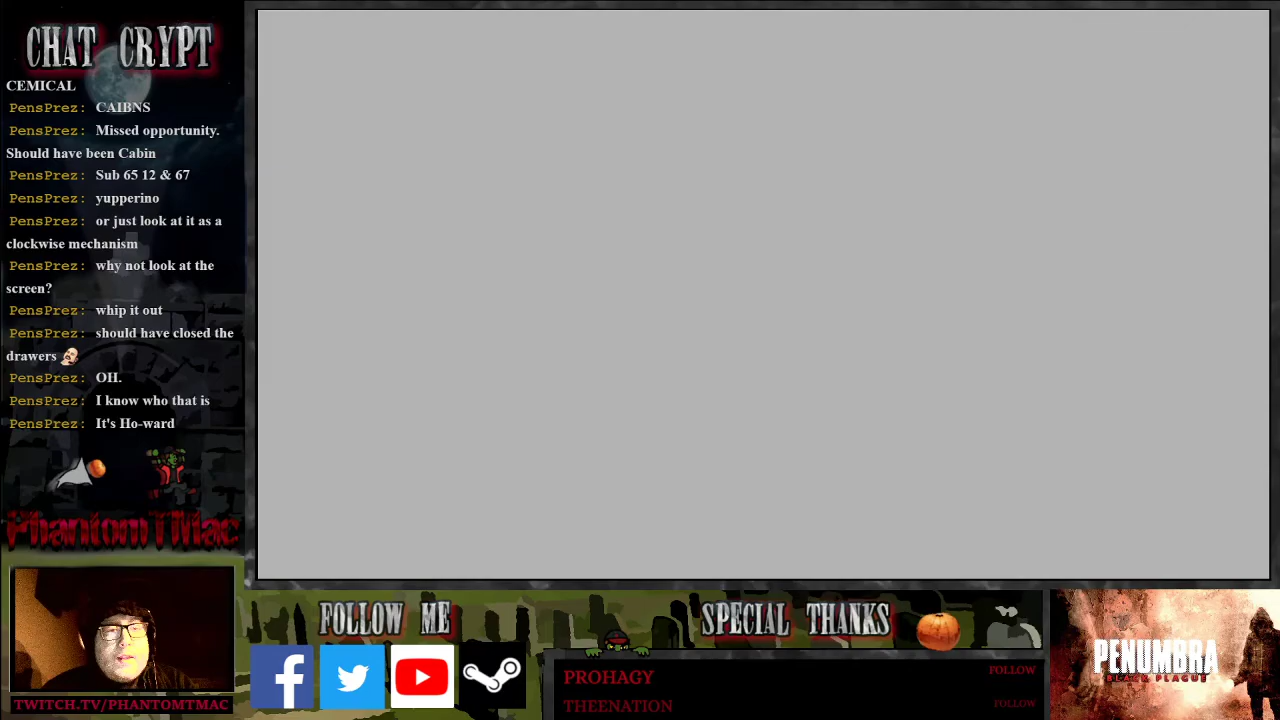 CHAT CRYPT
CEMICAL
PensPrez: CAIBNS
PensPrez: Missed opportunity.
Should have been Cabin
PensPrez: Sub 65 12 & 67
PensPrez: yupperino
PensPrez: or just look at it as a
clockwise mechanism
PensPrez: why not look at the
screen?
PensPrez: whip it out
PensPrez: should have closed the
drawers
PensPrez: OH.
PensPrez: I know who that is
PensPrez: It's Ho-ward
PhantomTMac
TWITCH.TV/PHANTOMTMAC
FOLLOW ME
SPECIAL THANKS
PROHAGY FOLLOW
THEENATION FOLLOW
PENUMBRA
BLACK PLAGUE